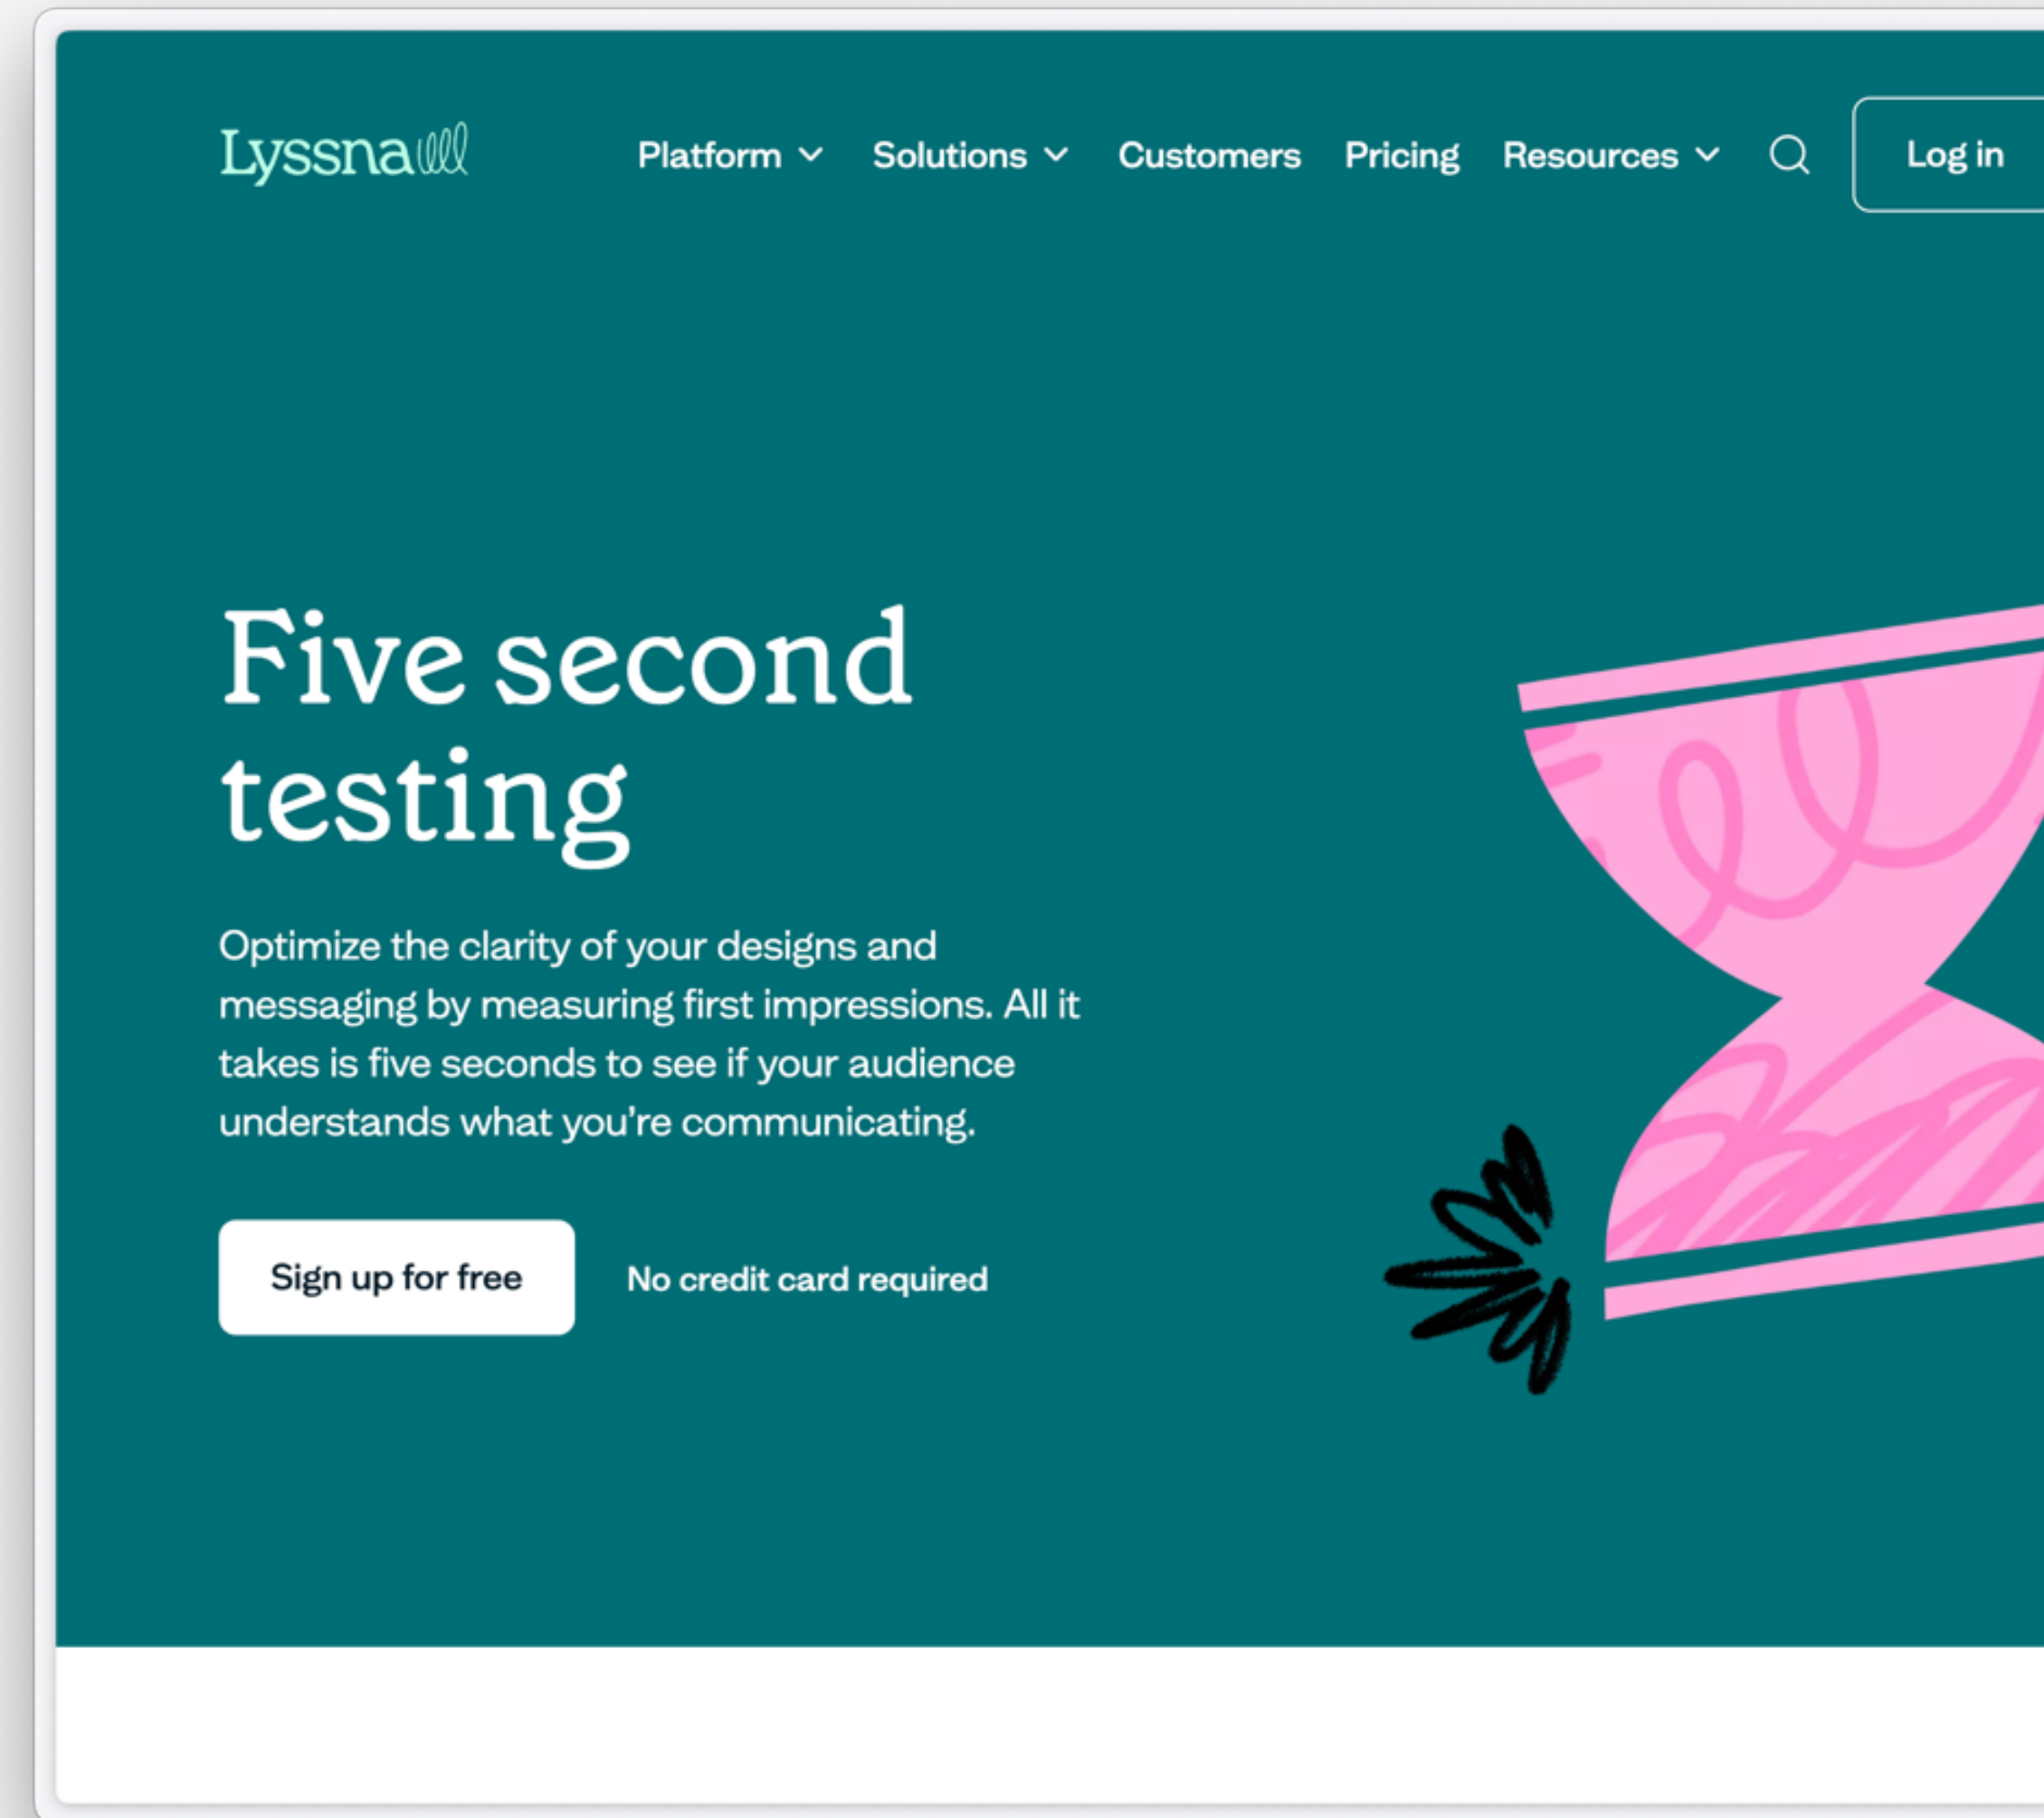 Lyssna
Platform
Solutions
Customers
Pricing
Resources
Log in
Five second
testing
Optimize the clarity of your designs and
messaging by measuring first impressions. All it
takes is five seconds to see if your audience
understands what you’re communicating.
Sign up for free
No credit card required